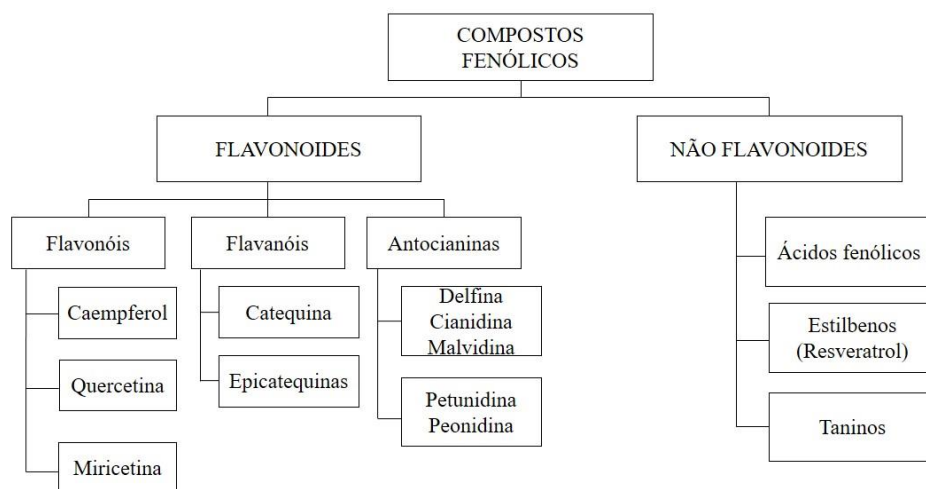 COMPOSTOS
FENÓLICOS
FLAVONOIDES
NÃO FLAVONOIDES
Flavonóis
Flavanóis
Antocianinas
Caempferol
Quercetina
Miricetina
Catequina
Epicatequinas
Delfina
Cianidina
Malvidina
Petunidina
Peonidina
Ácidos fenólicos
Estilbenos
(Resveratrol)
Taninos